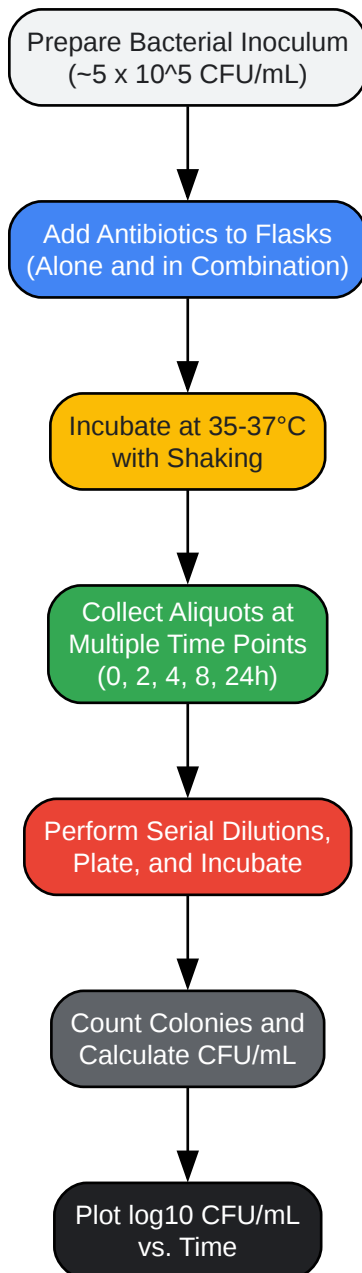 Prepare Bacterial Inoculum
(~5 x 10^5 CFU/mL)
Add Antibiotics to Flasks
(Alone and in Combination)
Incubate at 35-37°C
with Shaking
Collect Aliquots at
Multiple Time Points
(0, 2, 4, 8, 24h)
Perform Serial Dilutions,
Plate, and Incubate
Count Colonies and
Calculate CFU/mL
Plot log10 CFU/mL
vs. Time